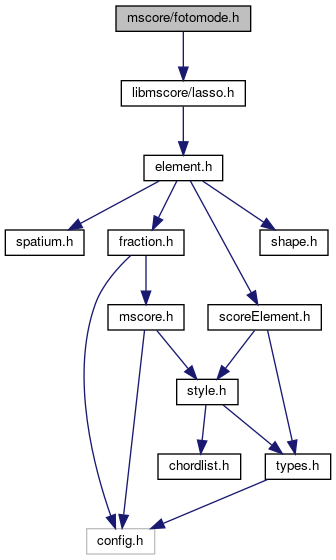 mscore/fotomode.h
libmscore/lasso.h
element.h
spatium.h
fraction.h
shape.h
mscore.h
scoreElement.h
style.h
chordlist.h
types.h
config.h